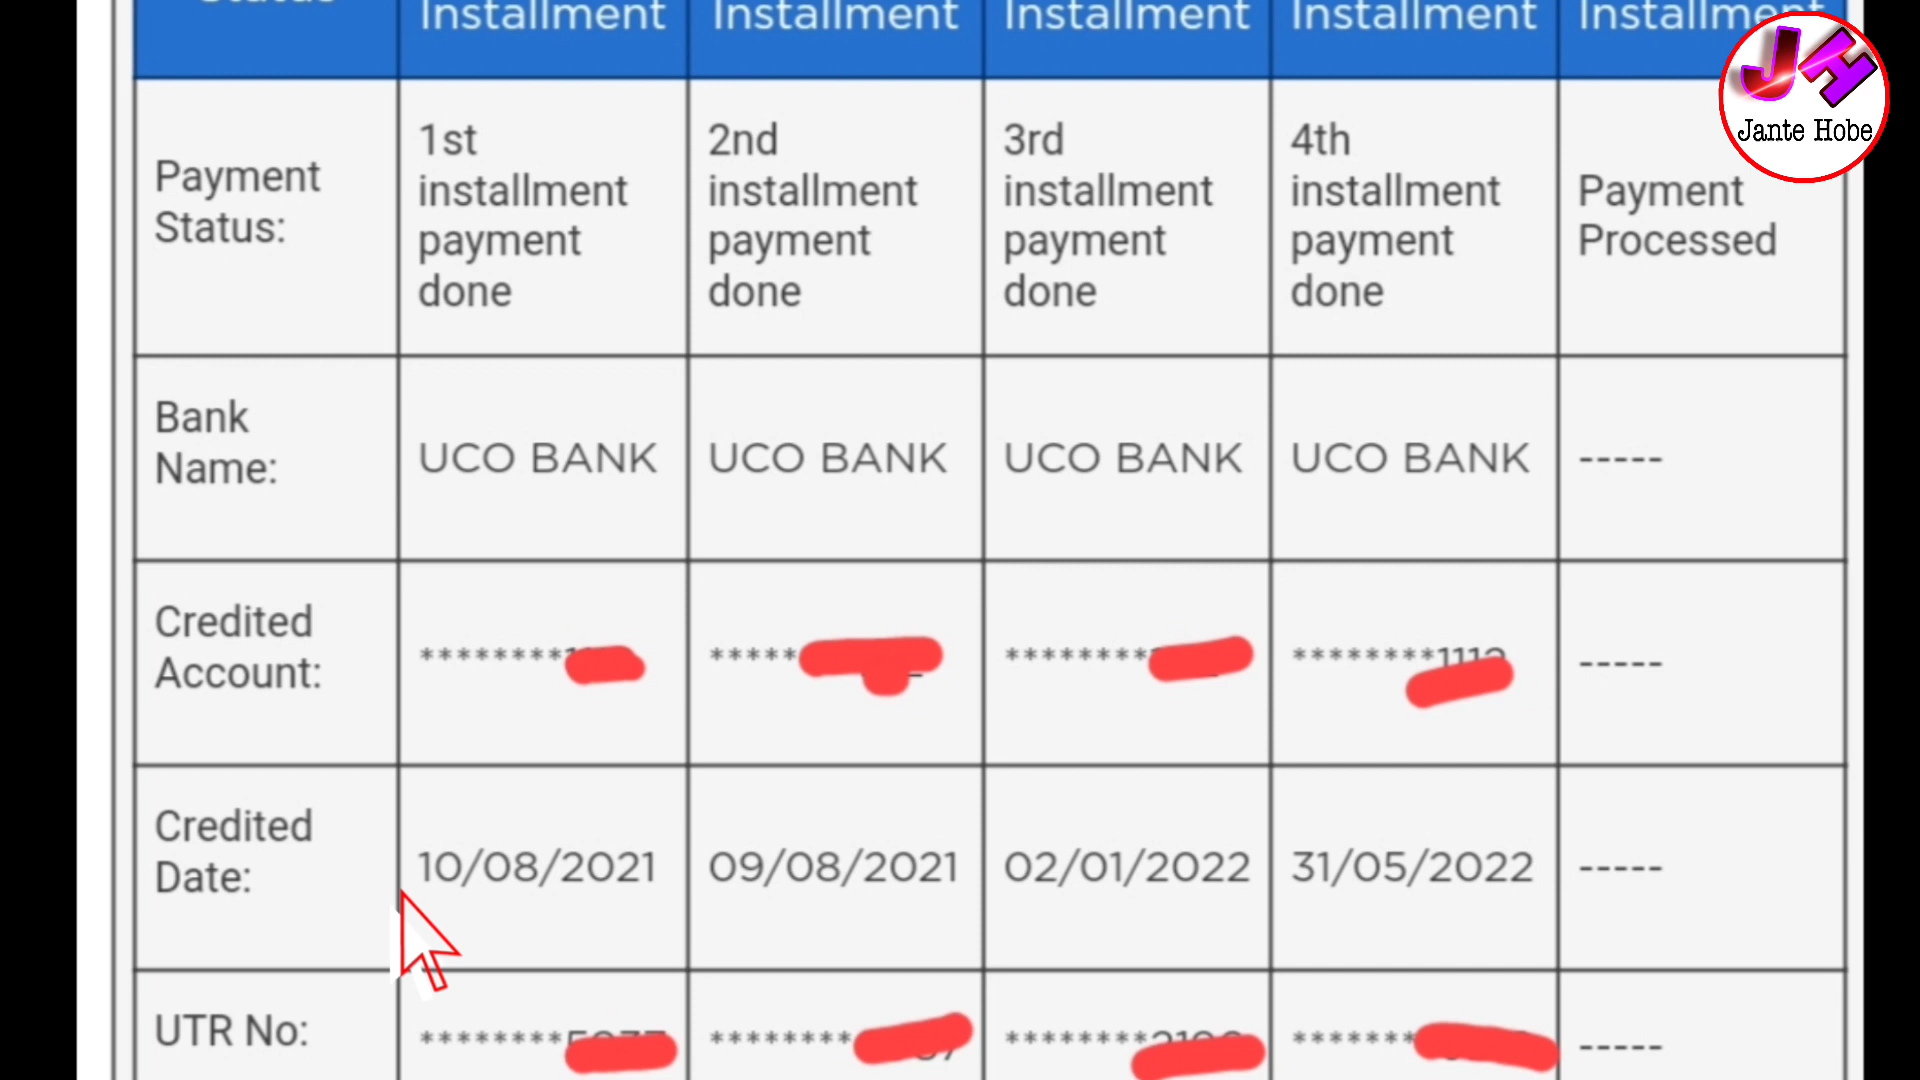 Status Installment Installment Installment Installment Installment
JH
Jante Hobe
Payment Status:
1st installment payment done
2nd installment payment done
3rd installment payment done
4th installment payment done
Payment Processed
Bank Name:
UCO BANK UCO BANK UCO BANK UCO BANK -----
Credited Account:
******** ***** ******** ******** -----
Credited Date:
10/08/2021 09/08/2021 02/01/2022 31/05/2022 -----
UTR No:
******** ******** ******** ******** -----